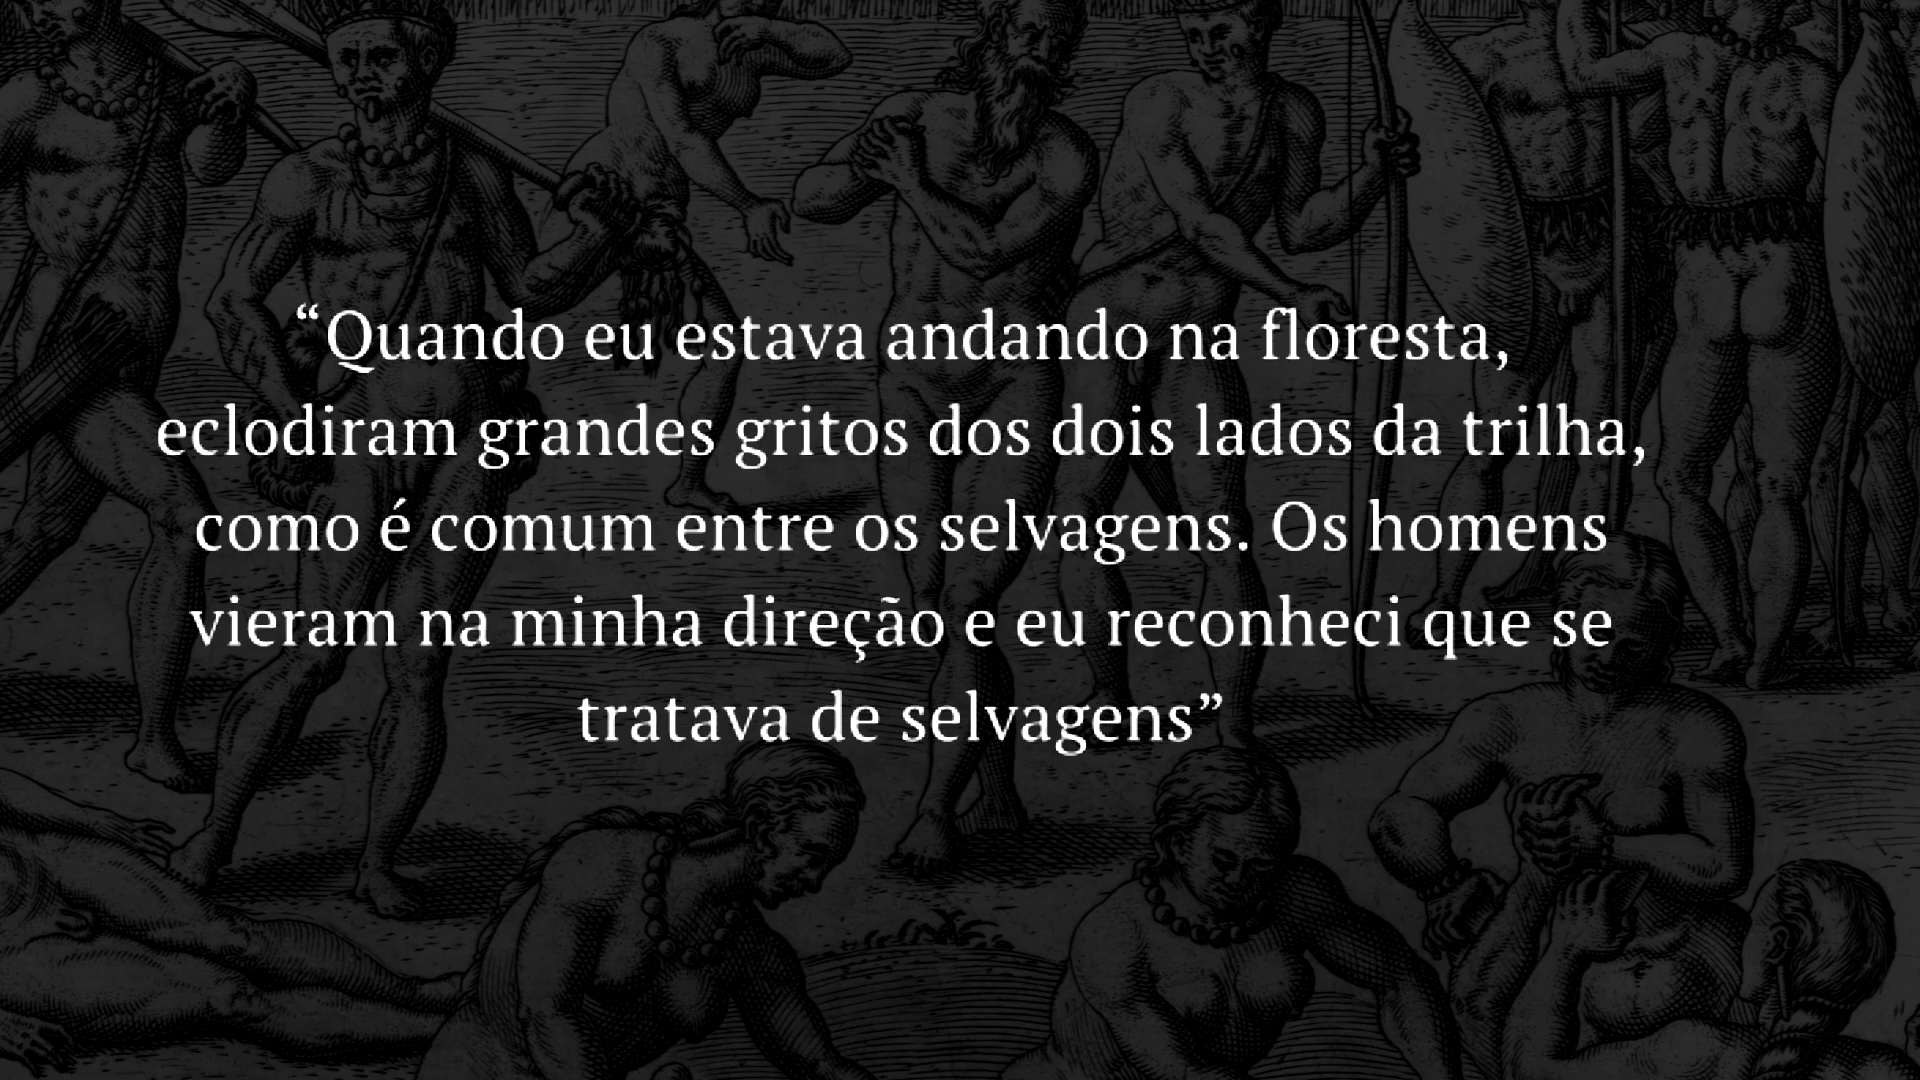 “Quando eu estava andando na floresta,
eclodiram grandes gritos dos dois lados da trilha,
como é comum entre os selvagens. Os homens
vieram na minha direção e eu reconheci que se
tratava de selvagens”